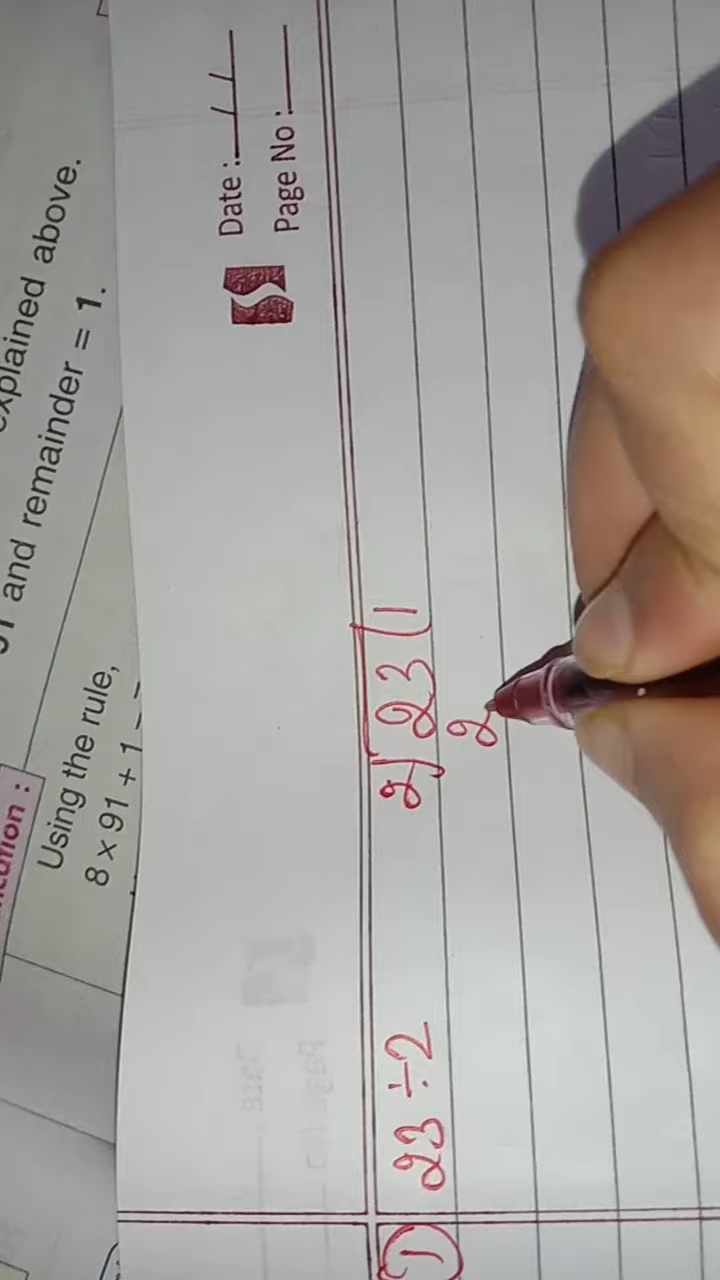 explained above.
and remainder = 1.
Using the rule,
8 × 91 + 1
Date :
Page No :
1 23 ÷ 2
2 23 1
2